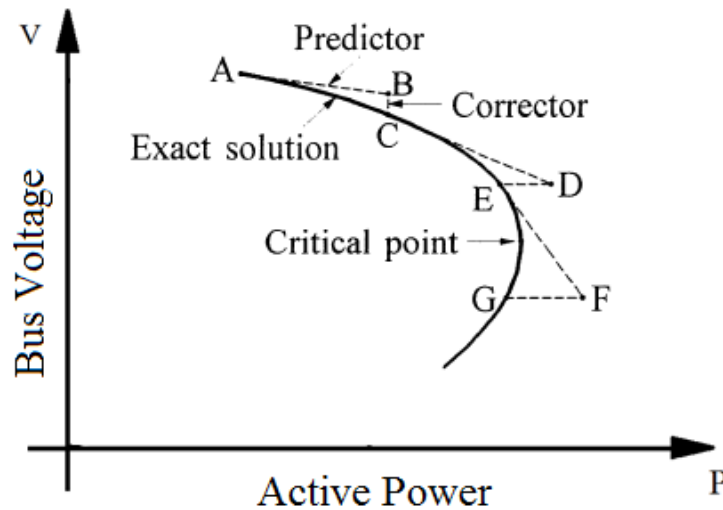 V
Predictor
A
B
Corrector
C
Exact solution
D
E
Critical point
G
F
Bus Voltage
P
Active Power